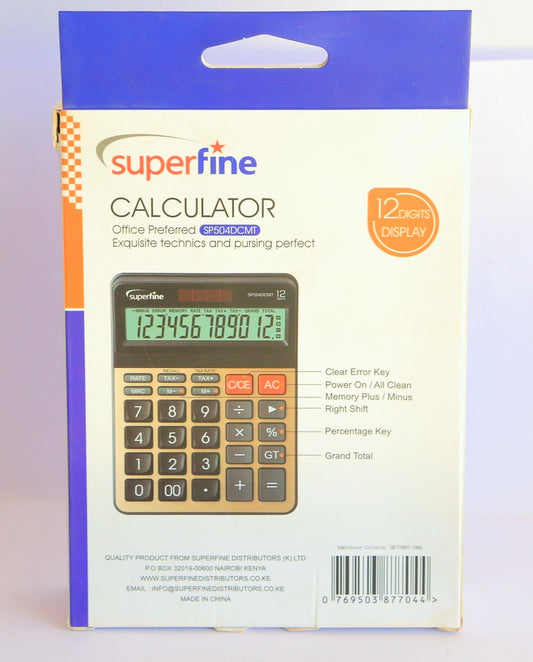 superfine
CALCULATOR
Office Preferred SP504DCMT
Exquisite technics and pursing perfect
12 DIGITS
DISPLAY
superfine SP504DCMT 12
MINUS ERROR MEMORY RATE TAX TAX+ TAX− GRAND TOTAL
123456789012.
RECALL TAX RATE
RATE TAX− TAX+ C/CE AC
MRC M− M+
7 8 9 ÷ ▶
4 5 6 × %
1 2 3 − GT
0 00 . + =
Clear Error Key
Power On / All Clean
Memory Plus / Minus
Right Shift
Percentage Key
Grand Total
QUALITY PRODUCT FROM SUPERFINE DISTRIBUTORS (K) LTD
P.O BOX 32019-00600 NAIROBI KENYA
WWW.SUPERFINEDISTRIBUTORS.CO.KE
EMAIL : INFO@SUPERFINEDISTRIBUTORS.CO.KE
MADE IN CHINA
Administer Criteria:
0 769503 877044 >